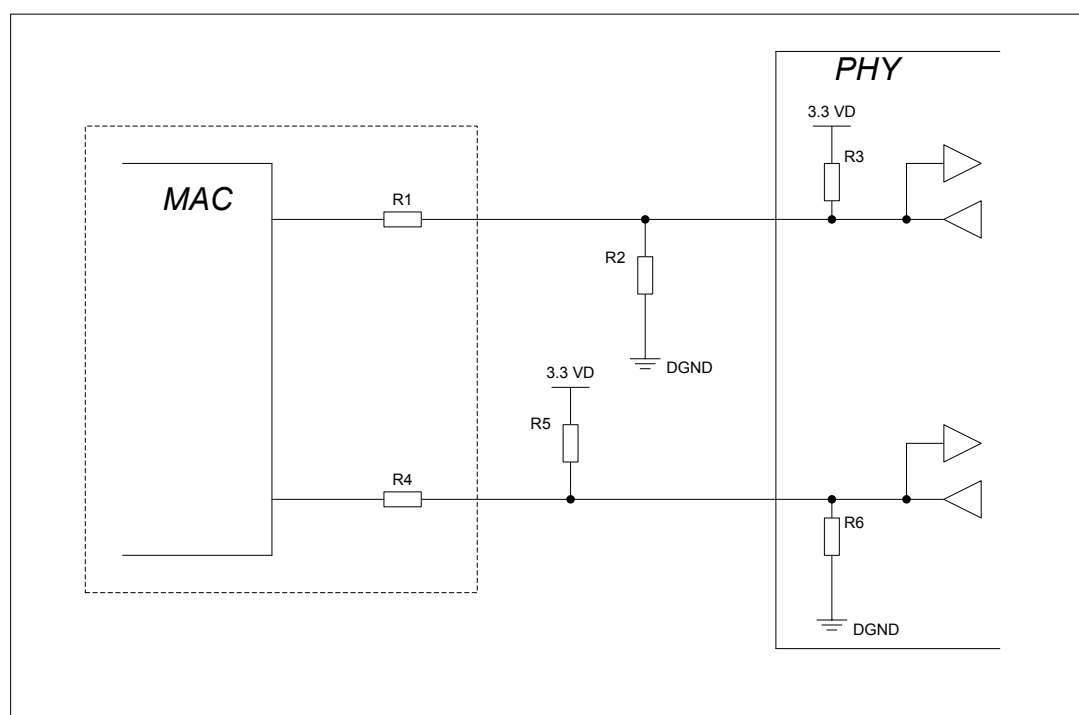 PHY
3.3 VD
R3
MAC
R1
R2
DGND
3.3 VD
R5
R4
R6
DGND